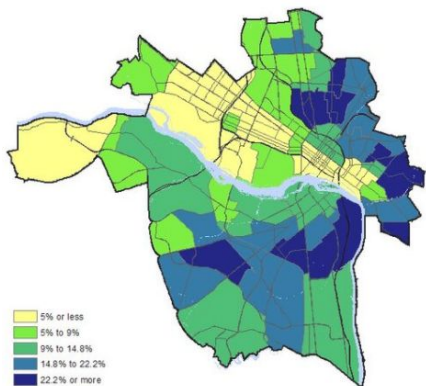 5% or less
5% to 9%
9% to 14.8%
14.8% to 22.2%
22.2% or more